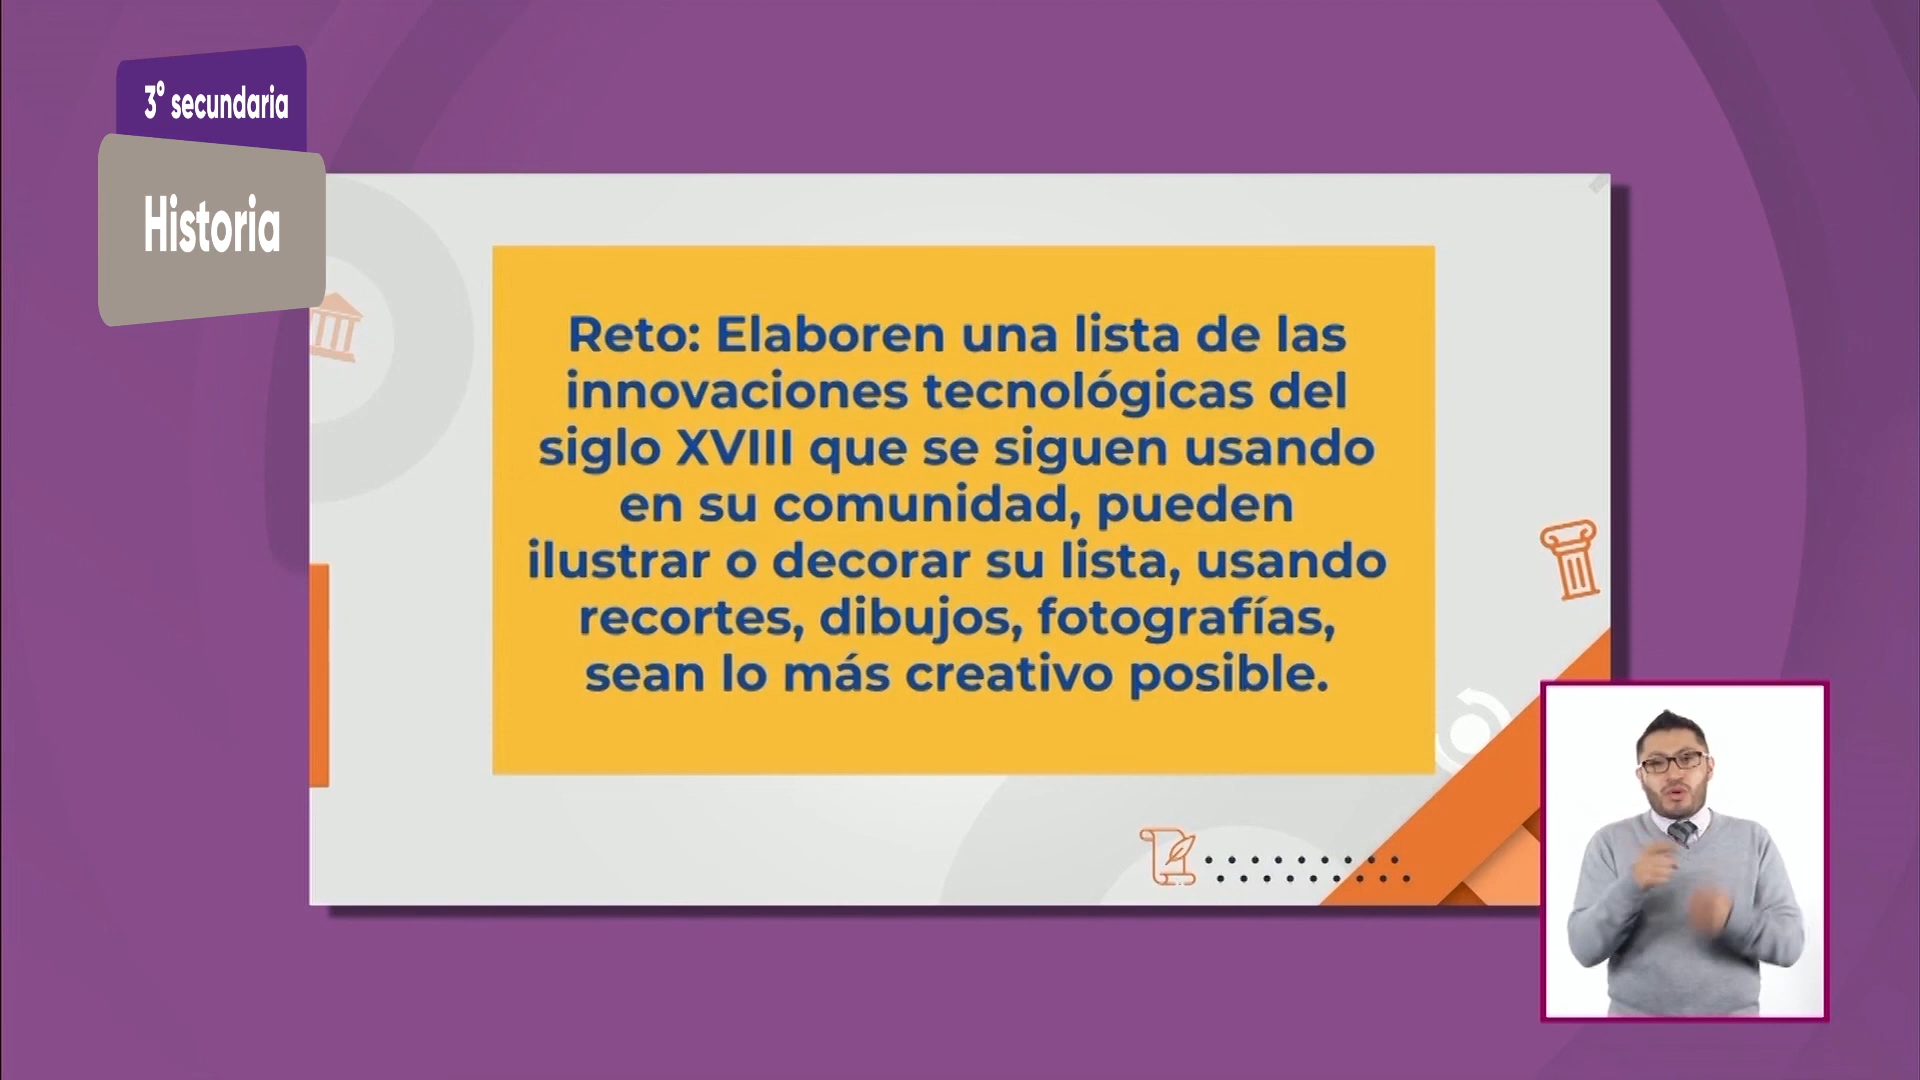 3° secundaria
Historia
Reto: Elaboren una lista de las
innovaciones tecnológicas del
siglo XVIII que se siguen usando
en su comunidad, pueden
ilustrar o decorar su lista, usando
recortes, dibujos, fotografías,
sean lo más creativo posible.